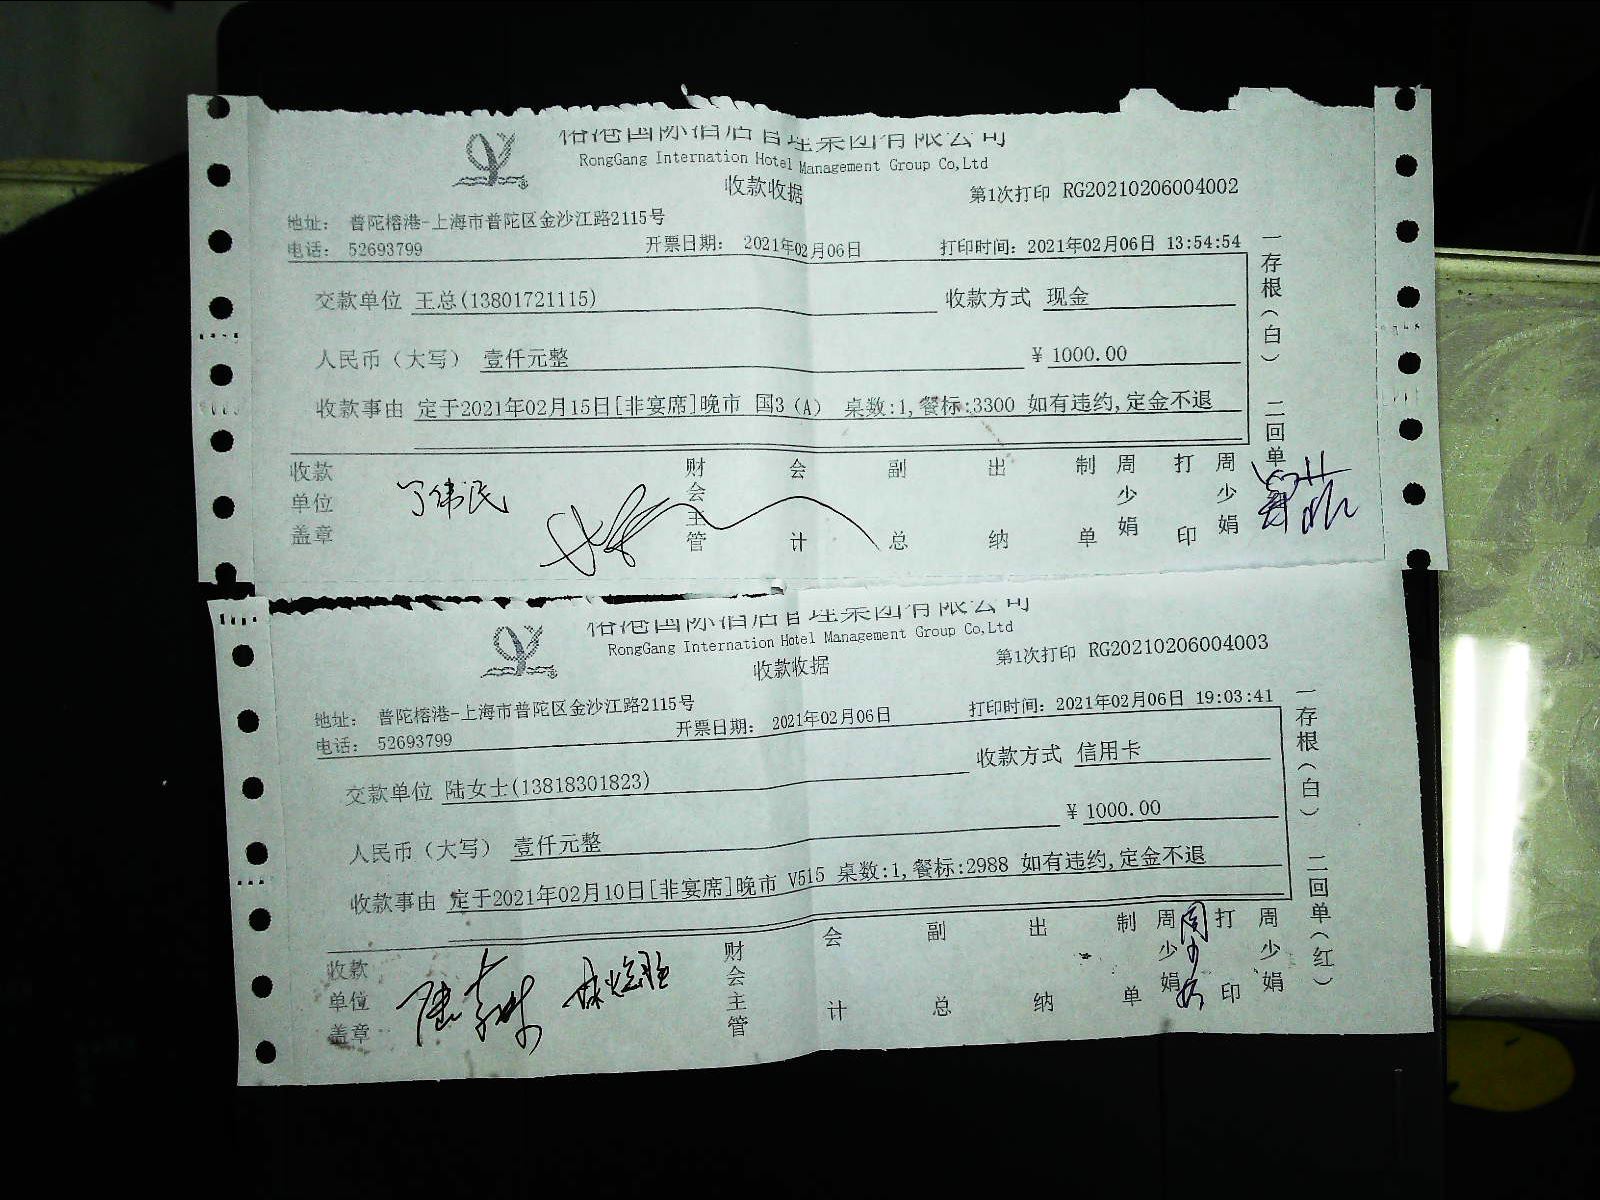 榕港国际酒店管理集团有限公司
RongGang Internation Hotel Management Group Co,Ltd
收款收据
第1次打印 RG20210206004002
地址: 普陀榕港-上海市普陀区金沙江路2115号
电话: 52693799 开票日期: 2021年02月06日 打印时间: 2021年02月06日 13:54:54
交款单位 王总(13801721115) 收款方式 现金
人民币（大写） 壹仟元整 ¥ 1000.00
收款事由 定于2021年02月15日[非宴席]晚市 国3（A） 桌数:1,餐标:3300 如有违约,定金不退
一存根（白） 二回单
收款单位盖章 丁伟民 财会主管 会计 副总 出纳 制单 周少娟 打印 周少娟
榕港国际酒店管理集团有限公司
RongGang Internation Hotel Management Group Co,Ltd
收款收据
第1次打印 RG20210206004003
地址: 普陀榕港-上海市普陀区金沙江路2115号
电话: 52693799 开票日期: 2021年02月06日 打印时间: 2021年02月06日 19:03:41
交款单位 陆女士(13818301823) 收款方式 信用卡
人民币（大写） 壹仟元整 ¥ 1000.00
收款事由 定于2021年02月10日[非宴席]晚市 V515 桌数:1,餐标:2988 如有违约,定金不退
一存根（白） 二回单（红）
收款单位盖章 财会主管 会计 副总 出纳 制单 周少娟 打印 周少娟